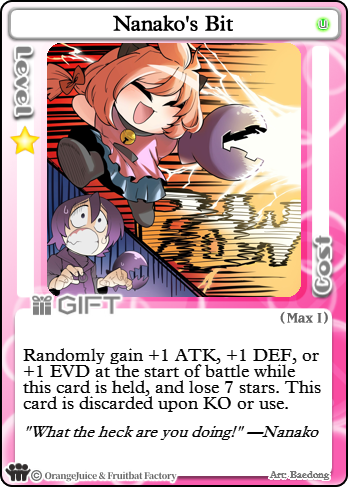 Nanako's Bit
U
Level
Cost
GIFT
(Max 1)
Randomly gain +1 ATK, +1 DEF, or
+1 EVD at the start of battle while
this card is held, and lose 7 stars. This
card is discarded upon KO or use.
"What the heck are you doing!" —Nanako
© OrangeJuice & Fruitbat Factory
Art: Baedong